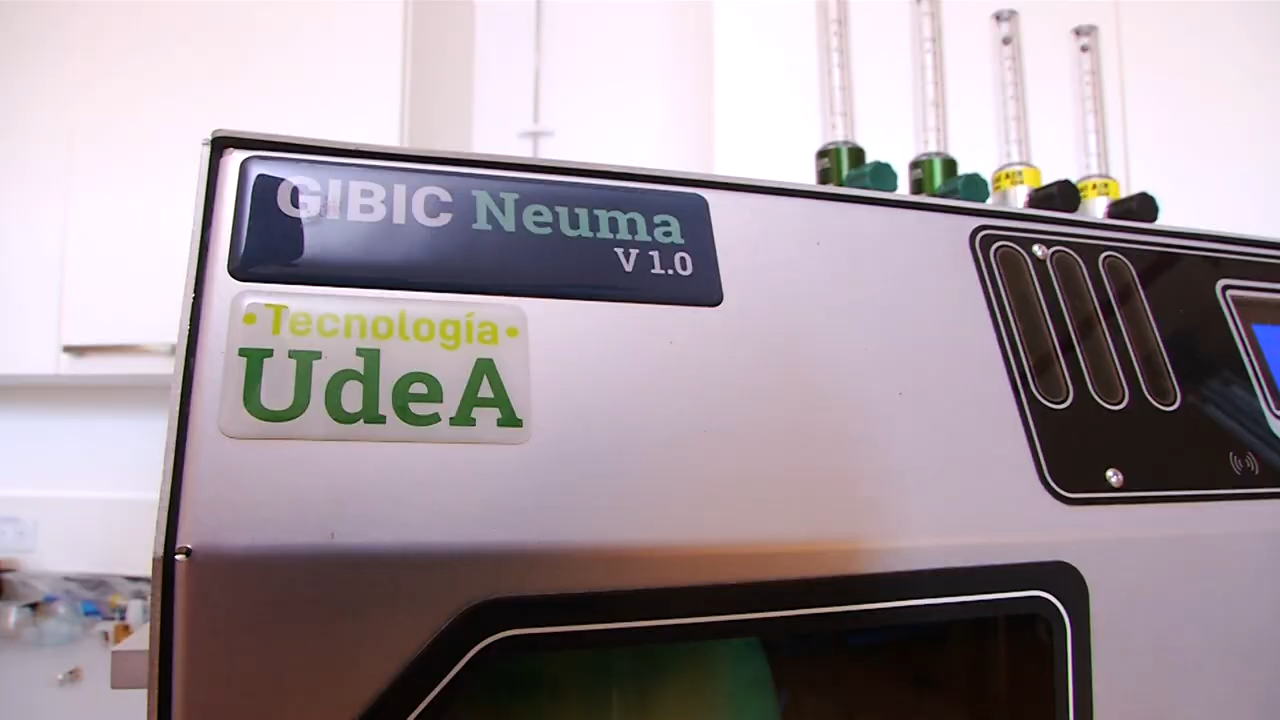 GIBIC Neuma
V 1.0
•Tecnología•
UdeA